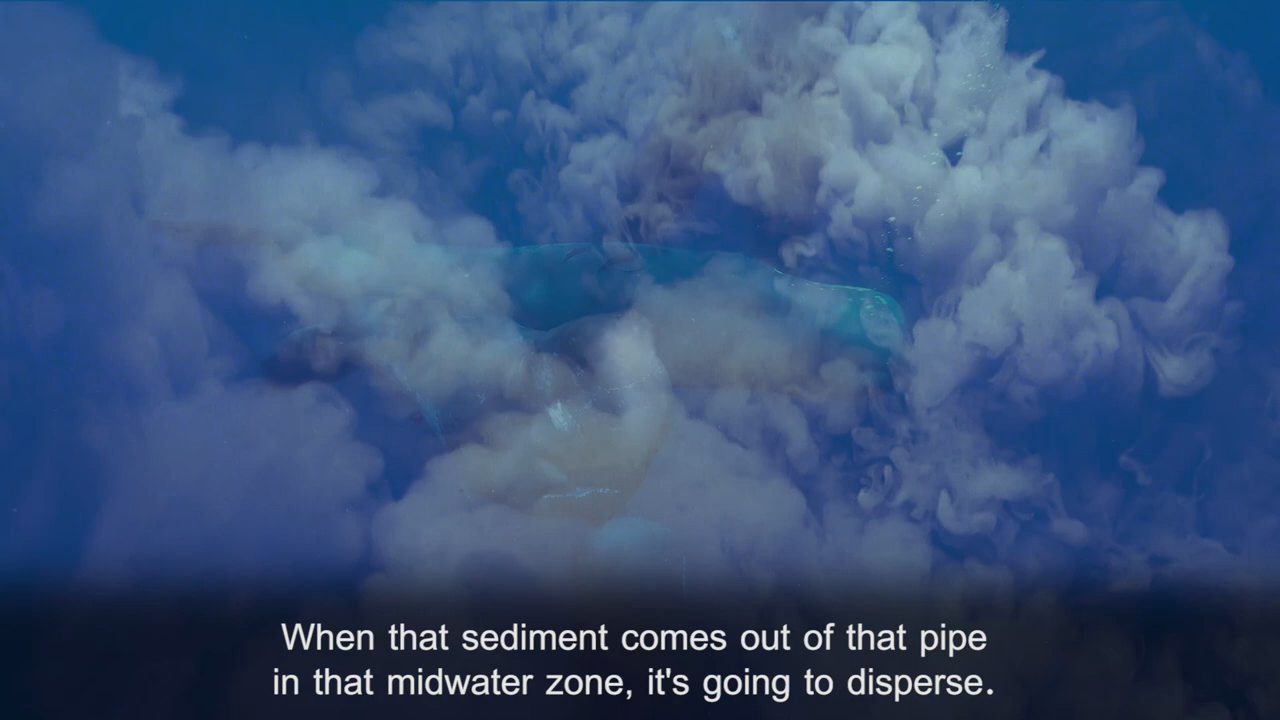 When that sediment comes out of that pipe
in that midwater zone, it's going to disperse.